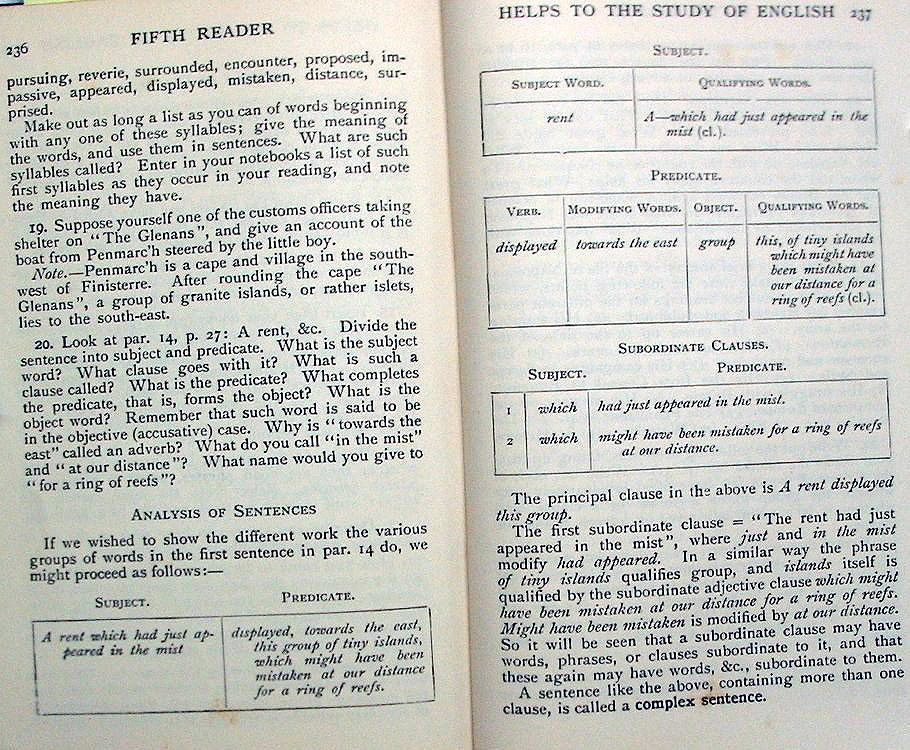 236
FIFTH READER
pursuing, reverie, surrounded, encounter, proposed, im-
passive, appeared, displayed, mistaken, distance, sur-
prised.
Make out as long a list as you can of words beginning
with any one of these syllables; give the meaning of
the words, and use them in sentences. What are such
syllables called? Enter in your notebooks a list of such
first syllables as they occur in your reading, and note
the meaning they have.
19. Suppose yourself one of the customs officers taking
shelter on "The Glenans", and give an account of the
boat from Penmarc'h steered by the little boy.
Note.—Penmarc'h is a cape and village in the south-
west of Finisterre. After rounding the cape "The
Glenans", a group of granite islands, or rather islets,
lies to the south-east.
20. Look at par. 14, p. 27: A rent, &c. Divide the
sentence into subject and predicate. What is the subject
word? What clause goes with it? What is such a
clause called? What is the predicate? What completes
the predicate, that is, forms the object? What is the
object word? Remember that such word is said to be
in the objective (accusative) case. Why is "towards the
east" called an adverb? What do you call "in the mist"
and "at our distance"? What name would you give to
"for a ring of reefs"?
ANALYSIS OF SENTENCES
If we wished to show the different work the various
groups of words in the first sentence in par. 14 do, we
might proceed as follows:—
SUBJECT. PREDICATE.
A rent which had just ap-
peared in the mist
displayed, towards the east,
this group of tiny islands,
which might have been
mistaken at our distance
for a ring of reefs.
HELPS TO THE STUDY OF ENGLISH 237
SUBJECT.
SUBJECT WORD. QUALIFYING WORDS.
rent
A—which had just appeared in the
mist (cl.).
PREDICATE.
VERB. MODIFYING WORDS. OBJECT. QUALIFYING WORDS.
displayed towards the east group this, of tiny islands
which might have
been mistaken at
our distance for a
ring of reefs (cl.).
SUBORDINATE CLAUSES.
SUBJECT. PREDICATE.
1 which had just appeared in the mist.
2 which might have been mistaken for a ring of reefs
at our distance.
The principal clause in the above is A rent displayed
this group.
The first subordinate clause = "The rent had just
appeared in the mist", where just and in the mist
modify had appeared. In a similar way the phrase
of tiny islands qualifies group, and islands itself is
qualified by the subordinate adjective clause which might
have been mistaken at our distance for a ring of reefs.
Might have been mistaken is modified by at our distance.
So it will be seen that a subordinate clause may have
words, phrases, or clauses subordinate to it, and that
these again may have words, &c., subordinate to them.
A sentence like the above, containing more than one
clause, is called a complex sentence.